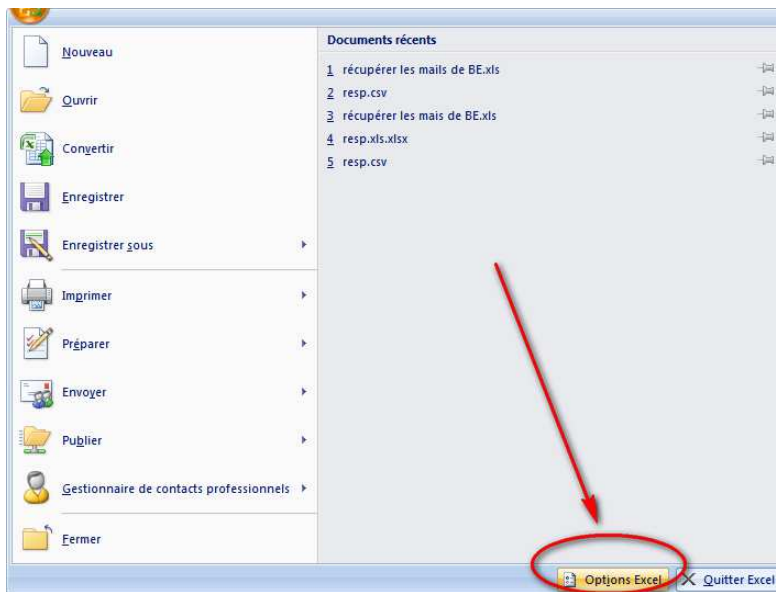 Nouveau
Ouvrir
Convertir
Enregistrer
Enregistrer sous
Imprimer
Préparer
Envoyer
Publier
Gestionnaire de contacts professionnels
Fermer
Documents récents
1 récupérer les mails de BE.xls
2 resp.csv
3 récupérer les mais de BE.xls
4 resp.xls.xlsx
5 resp.csv
Options Excel
Quitter Excel